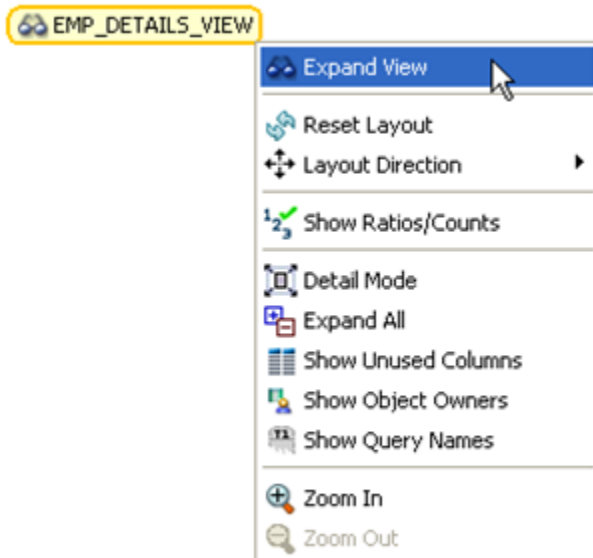 EMP_DETAILS_VIEW
Expand View
Reset Layout
Layout Direction
Show Ratios/Counts
Detail Mode
Expand All
Show Unused Columns
Show Object Owners
Show Query Names
Zoom In
Zoom Out